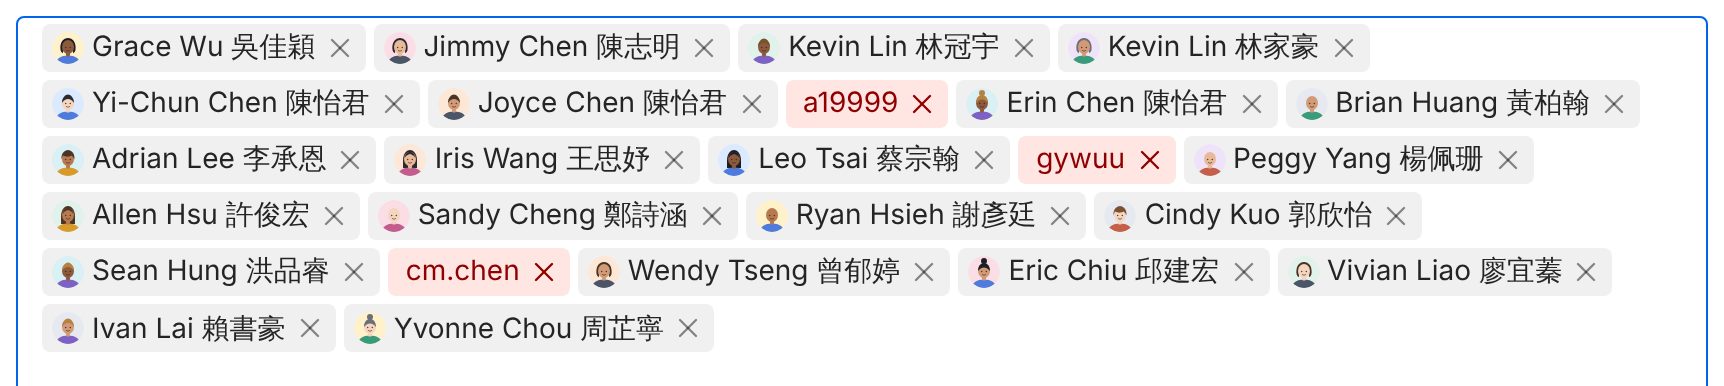 Grace Wu 吳佳穎 Jimmy Chen 陳志明 Kevin Lin 林冠宇 Kevin Lin 林家豪
Yi-Chun Chen 陳怡君 Joyce Chen 陳怡君 a19999 Erin Chen 陳怡君 Brian Huang 黃柏翰
Adrian Lee 李承恩 Iris Wang 王思妤 Leo Tsai 蔡宗翰 gywuu Peggy Yang 楊佩珊
Allen Hsu 許俊宏 Sandy Cheng 鄭詩涵 Ryan Hsieh 謝彥廷 Cindy Kuo 郭欣怡
Sean Hung 洪品睿 cm.chen Wendy Tseng 曾郁婷 Eric Chiu 邱建宏 Vivian Liao 廖宜蓁
Ivan Lai 賴書豪 Yvonne Chou 周芷寧